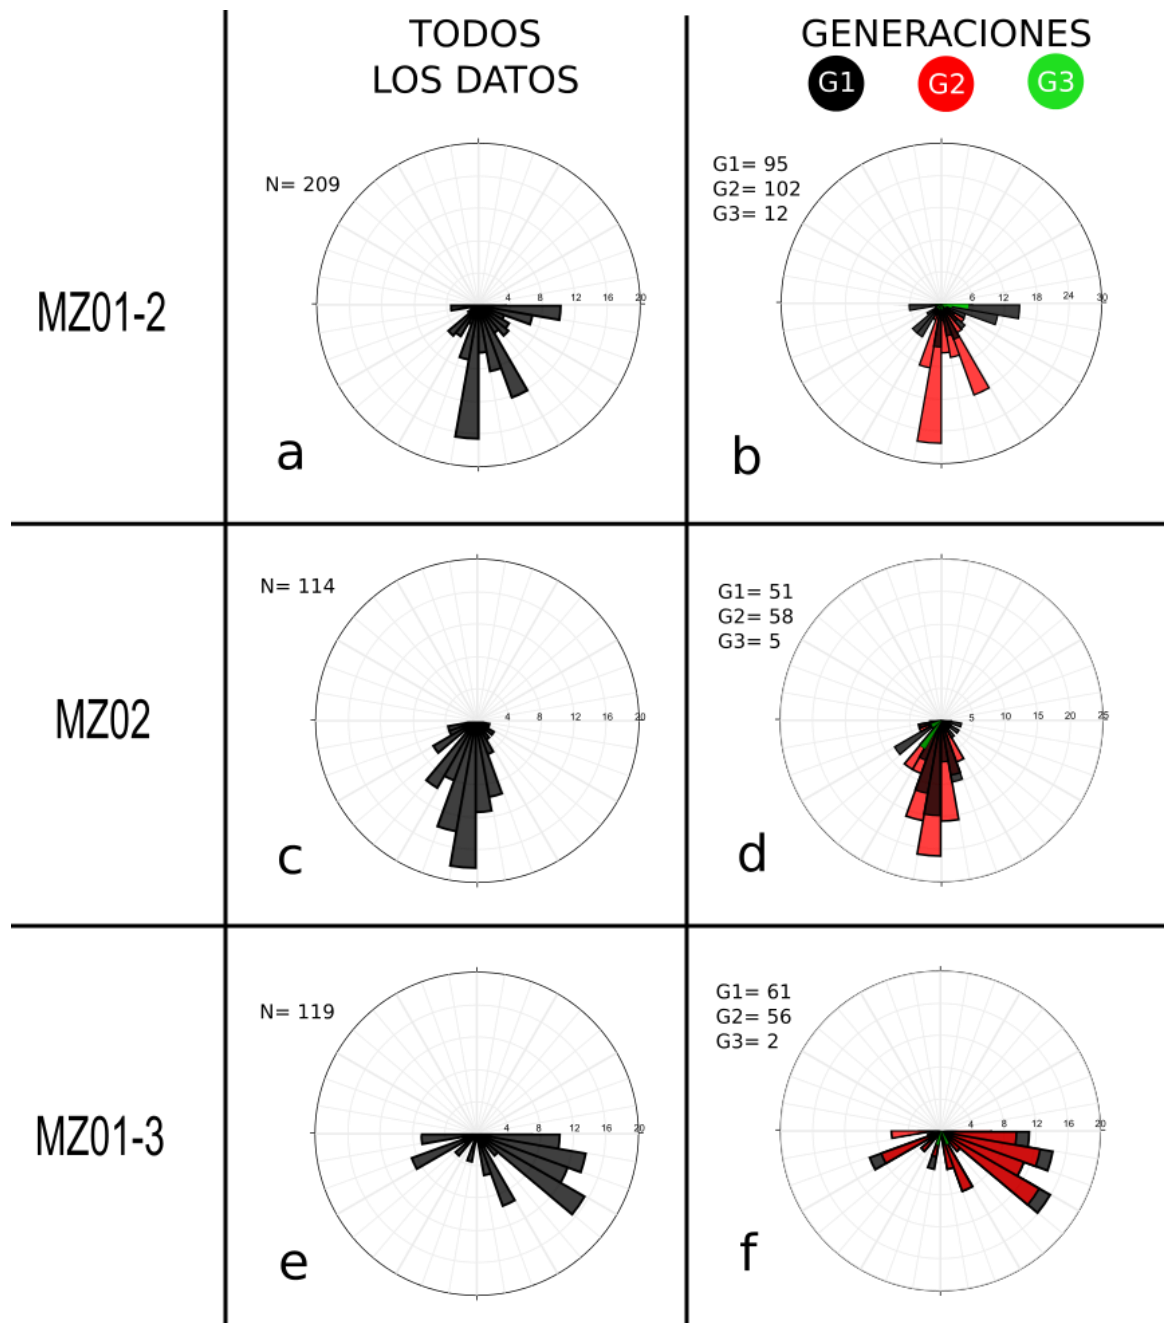 TODOS
LOS DATOS
GENERACIONES
G1 G2 G3
MZ01-2
N= 209
4 8 12 16 20
a
G1= 95
G2= 102
G3= 12
6 12 18 24 30
b
MZ02
N= 114
4 8 12 16 20
c
G1= 51
G2= 58
G3= 5
5 10 15 20 25
d
MZ01-3
N= 119
4 8 12 16 20
e
G1= 61
G2= 56
G3= 2
4 8 12 16 20
f